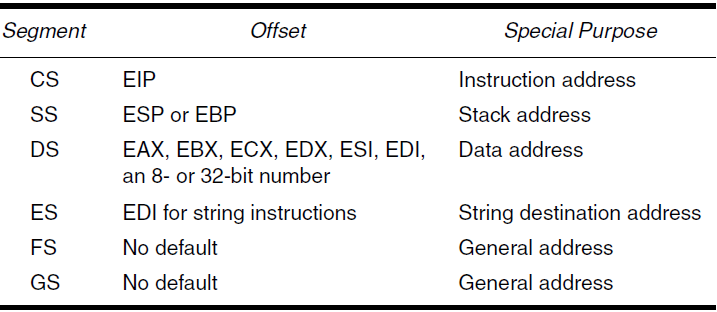 Segment Offset Special Purpose
CS EIP Instruction address
SS ESP or EBP Stack address
DS EAX, EBX, ECX, EDX, ESI, EDI, Data address
an 8- or 32-bit number
ES EDI for string instructions String destination address
FS No default General address
GS No default General address